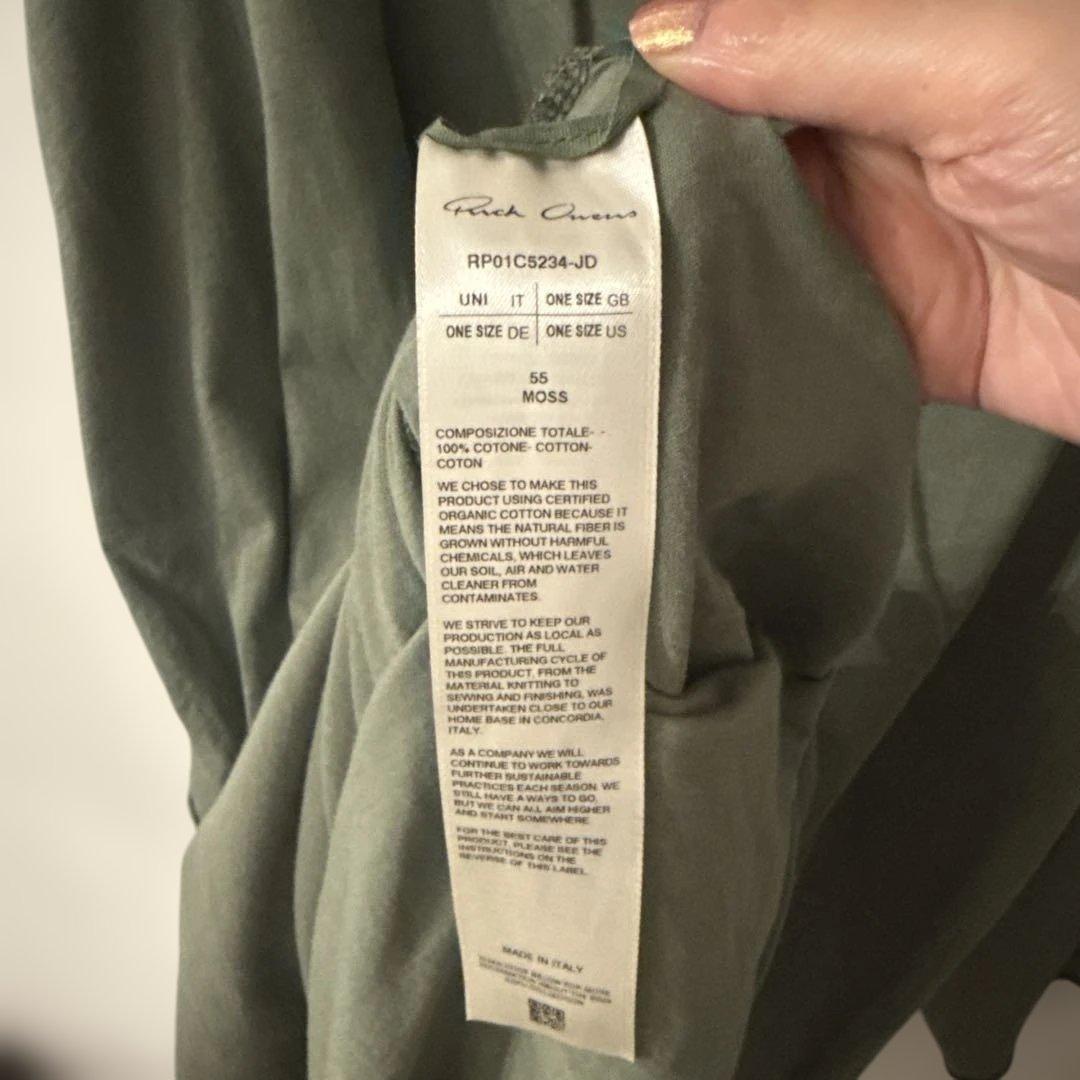 Rick Owens
RP01C5234-JD
UNI IT ONE SIZE GB
ONE SIZE DE ONE SIZE US
55
MOSS
COMPOSIZIONE TOTALE- -
100% COTONE- COTTON-
COTON
WE CHOSE TO MAKE THIS
PRODUCT USING CERTIFIED
ORGANIC COTTON BECAUSE IT
MEANS THE NATURAL FIBER IS
GROWN WITHOUT HARMFUL
CHEMICALS, WHICH LEAVES
OUR SOIL, AIR AND WATER
CLEANER FROM
CONTAMINATES.
WE STRIVE TO KEEP OUR
PRODUCTION AS LOCAL AS
POSSIBLE. THE FULL
MANUFACTURING CYCLE OF
THIS PRODUCT, FROM THE
MATERIAL KNITTING TO
SEWING AND FINISHING, WAS
UNDERTAKEN CLOSE TO OUR
HOME BASE IN CONCORDIA,
ITALY.
AS A COMPANY WE WILL
CONTINUE TO WORK TOWARDS
FURTHER SUSTAINABLE
PRACTICES EACH SEASON. WE
STILL HAVE A WAYS TO GO,
BUT WE CAN ALL AIM HIGHER
AND START SOMEWHERE.
FOR THE BEST CARE OF THIS
PRODUCT, PLEASE SEE THE
INSTRUCTIONS ON THE
REVERSE OF THIS LABEL.
MADE IN ITALY
BELOW FOR MORE
INFORMATION ABOUT THE